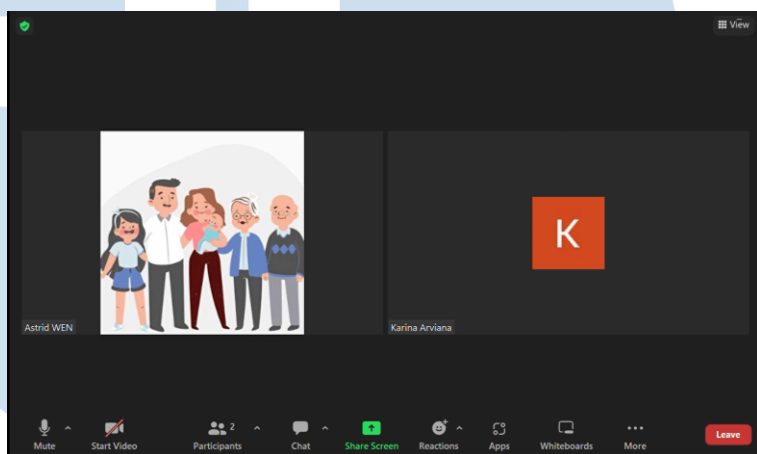 View
K
Astrid WEN
Karina Arviana
2
Mute
Start Video
Participants
Chat
Share Screen
Reactions
Apps
Whiteboards
More
Leave